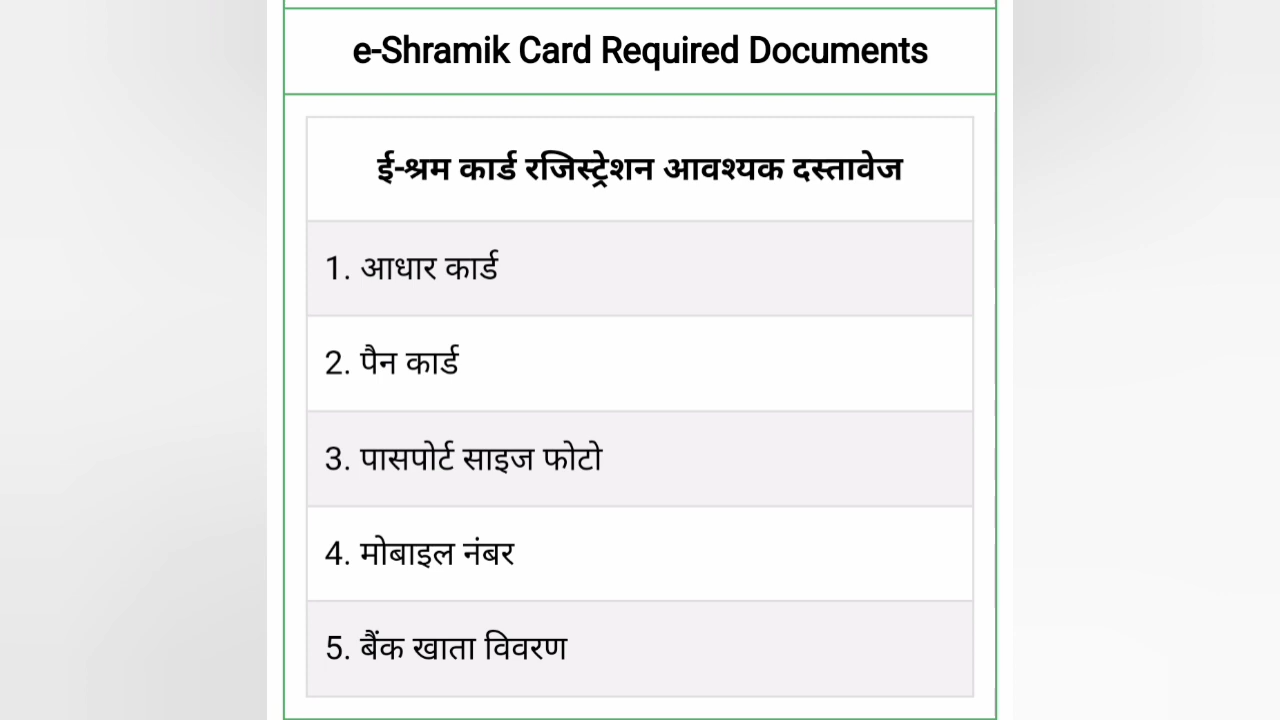 e-Shramik Card Required Documents
ई-श्रम कार्ड रजिस्ट्रेशन आवश्यक दस्तावेज
1. आधार कार्ड
2. पैन कार्ड
3. पासपोर्ट साइज फोटो
4. मोबाइल नंबर
5. बैंक खाता विवरण